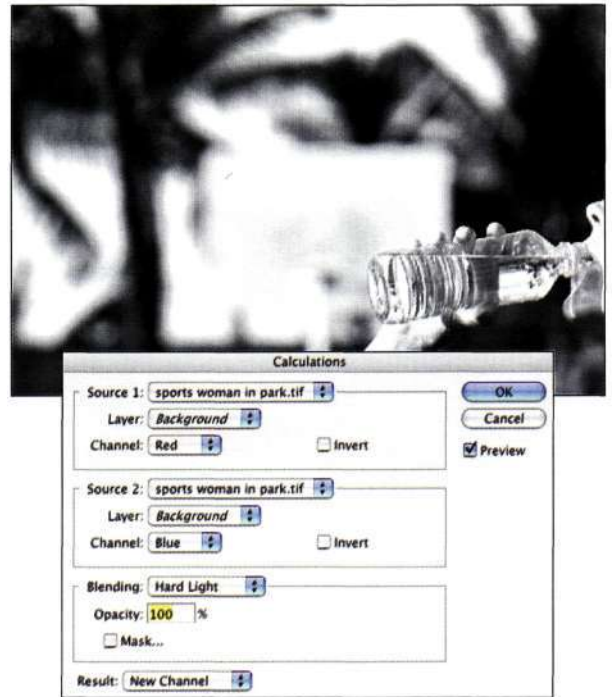 Calculations
Source 1: sports woman in park.tif
OK
Layer: Background
Cancel
Channel: Red Invert
Preview
Source 2: sports woman in park.tif
Layer: Background
Channel: Blue Invert
Blending: Hard Light
Opacity: 100 %
Mask...
Result: New Channel